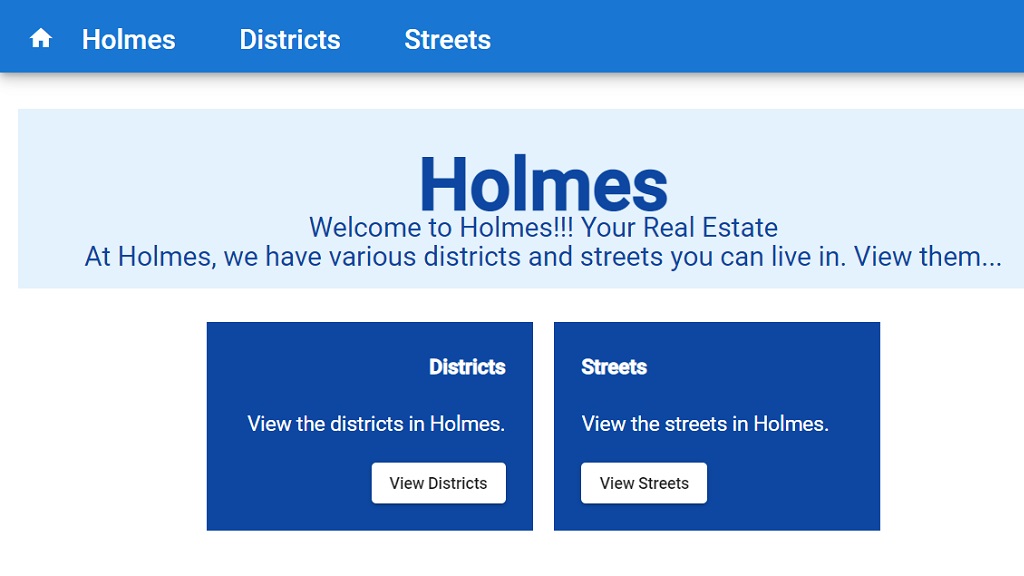 Holmes Districts Streets
Holmes
Welcome to Holmes!!! Your Real Estate
At Holmes, we have various districts and streets you can live in. View them...
Districts
View the districts in Holmes.
View Districts
Streets
View the streets in Holmes.
View Streets